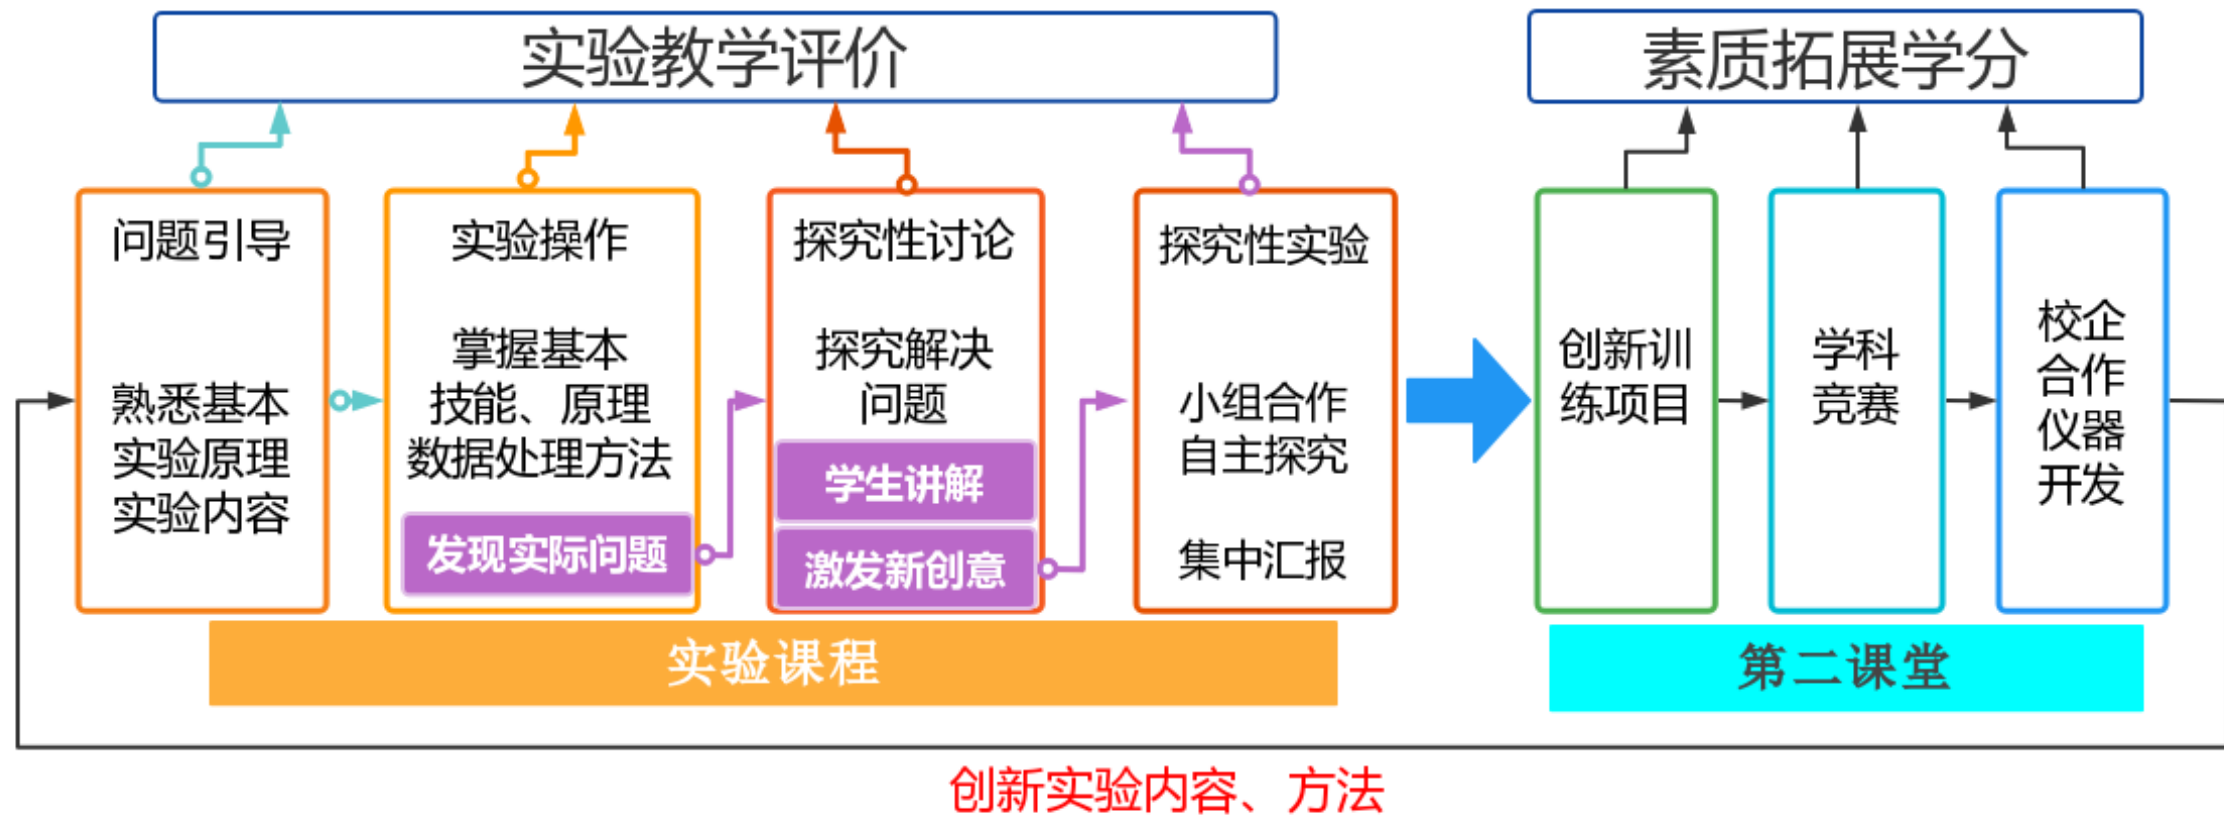 实验教学评价
素质拓展学分
问题引导
熟悉基本
实验原理
实验内容
实验操作
掌握基本
技能、原理
数据处理方法
发现实际问题
探究性讨论
探究解决
问题
学生讲解
激发新创意
探究性实验
小组合作
自主探究
集中汇报
创新训
练项目
学科
竞赛
校企
合作
仪器
开发
实验课程
第二课堂
创新实验内容、方法